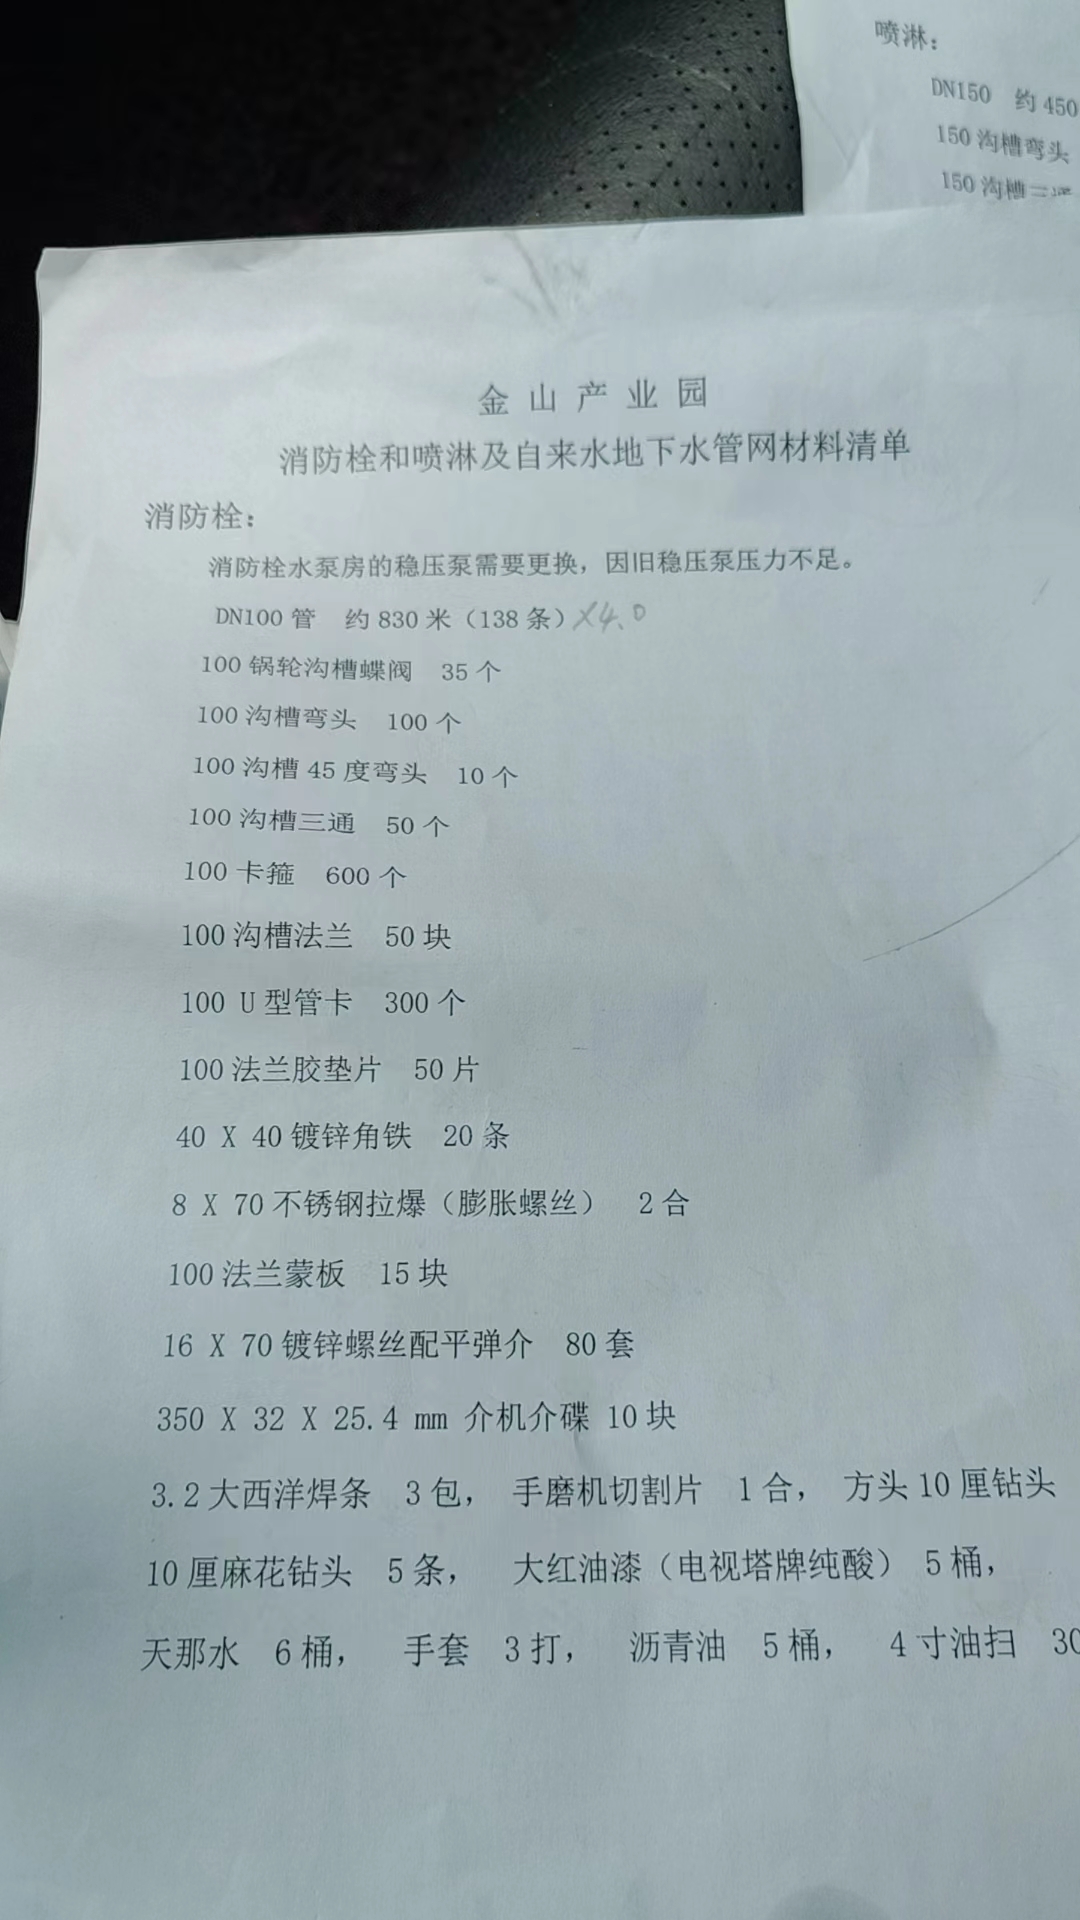 喷淋：
DN150 约 450
150 沟槽弯头
150 沟槽三通
金 山 产 业 园
消防栓和喷淋及自来水地下水管网材料清单
消防栓：
消防栓水泵房的稳压泵需要更换，因旧稳压泵压力不足。
DN100 管 约 830 米（138 条）X4.0
100 锅轮沟槽蝶阀 35 个
100 沟槽弯头 100 个
100 沟槽 45 度弯头 10 个
100 沟槽三通 50 个
100 卡箍 600 个
100 沟槽法兰 50 块
100 U 型管卡 300 个
100 法兰胶垫片 50 片
40 X 40 镀锌角铁 20 条
8 X 70 不锈钢拉爆（膨胀螺丝） 2 合
100 法兰蒙板 15 块
16 X 70 镀锌螺丝配平弹介 80 套
350 X 32 X 25.4 mm 介机介碟 10 块
3.2 大西洋焊条 3 包， 手磨机切割片 1 合， 方头 10 厘钻头
10 厘麻花钻头 5 条， 大红油漆（电视塔牌纯酸） 5 桶，
天那水 6 桶， 手套 3 打， 沥青油 5 桶， 4 寸油扫 30